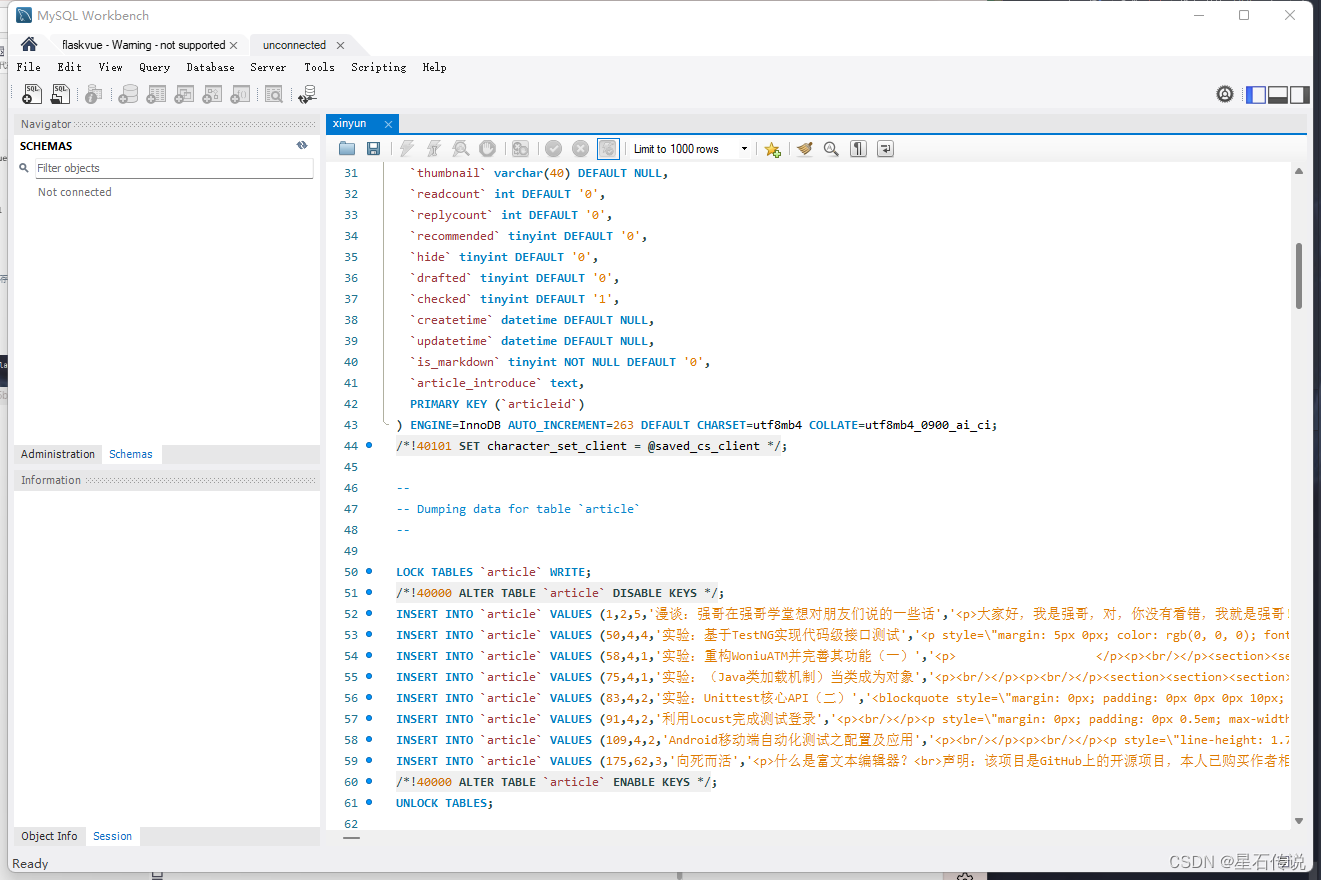 MySQL Workbench
flaskvue - Warning - not supported
unconnected
File Edit View Query Database Server Tools Scripting Help
Navigator
SCHEMAS
Filter objects
Not connected
Administration Schemas
Information
Object Info Session
Ready
xinyun
Limit to 1000 rows
31 `thumbnail` varchar(40) DEFAULT NULL,
32 `readcount` int DEFAULT '0',
33 `replycount` int DEFAULT '0',
34 `recommended` tinyint DEFAULT '0',
35 `hide` tinyint DEFAULT '0',
36 `drafted` tinyint DEFAULT '0',
37 `checked` tinyint DEFAULT '1',
38 `createtime` datetime DEFAULT NULL,
39 `updatetime` datetime DEFAULT NULL,
40 `is_markdown` tinyint NOT NULL DEFAULT '0',
41 `article_introduce` text,
42 PRIMARY KEY (`articleid`)
43 ) ENGINE=InnoDB AUTO_INCREMENT=263 DEFAULT CHARSET=utf8mb4 COLLATE=utf8mb4_0900_ai_ci;
44 /*!40101 SET character_set_client = @saved_cs_client */;
45
46 --
47 -- Dumping data for table `article`
48 --
49
50 LOCK TABLES `article` WRITE;
51 /*!40000 ALTER TABLE `article` DISABLE KEYS */;
52 INSERT INTO `article` VALUES (1,2,5,'漫谈：强哥在强哥学堂想对朋友们说的一些话','<p>大家好，我是强哥，对，你没有看错，我就是强哥！
53 INSERT INTO `article` VALUES (50,4,4,'实验：基于TestNG实现代码级接口测试','<p style=\"margin: 5px 0px; color: rgb(0, 0, 0); font
54 INSERT INTO `article` VALUES (58,4,1,'实验：重构WoniuATM并完善其功能（一）','<p> </p><p><br/></p><section><se
55 INSERT INTO `article` VALUES (75,4,1,'实验：（Java类加载机制）当类成为对象','<p><br/></p><p><br/></p><section><section><section>
56 INSERT INTO `article` VALUES (83,4,2,'实验：Unittest核心API（二）','<blockquote style=\"margin: 0px; padding: 0px 0px 0px 10px;
57 INSERT INTO `article` VALUES (91,4,2,'利用Locust完成测试登录','<p><br/></p><p style=\"margin: 0px; padding: 0px 0.5em; max-width
58 INSERT INTO `article` VALUES (109,4,2,'Android移动端自动化测试之配置及应用','<p><br/></p><p><br/></p><p style=\"line-height: 1.7
59 INSERT INTO `article` VALUES (175,62,3,'向死而活','<p>什么是富文本编辑器？<br>声明：该项目是GitHub上的开源项目，本人已购买作者相
60 /*!40000 ALTER TABLE `article` ENABLE KEYS */;
61 UNLOCK TABLES;
62
CSDN @星石传说